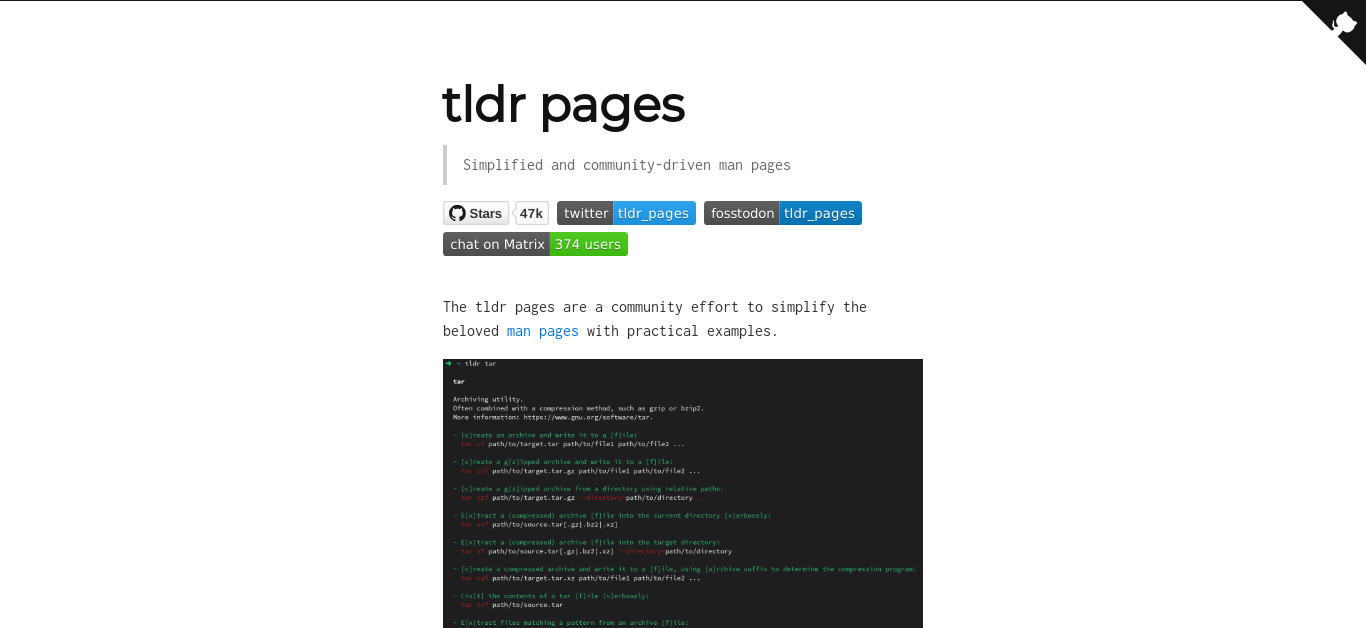 tldr pages
Simplified and community-driven man pages
Stars 47k twitter tldr_pages fosstodon tldr_pages
chat on Matrix 374 users
The tldr pages are a community effort to simplify the
beloved man pages with practical examples.
➜ ~ tldr tar
tar
Archiving utility.
Often combined with a compression method, such as gzip or bzip2.
More information: https://www.gnu.org/software/tar.
- [c]reate an archive and write it to a [f]ile:
tar cf path/to/target.tar path/to/file1 path/to/file2 ...
- [c]reate a g[z]ipped archive and write it to a [f]ile:
tar czf path/to/target.tar.gz path/to/file1 path/to/file2 ...
- [c]reate a g[z]ipped archive from a directory using relative paths:
tar czf path/to/target.tar.gz --directory=path/to/directory .
- E[x]tract a (compressed) archive [f]ile into the current directory [v]erbosely:
tar xvf path/to/source.tar[.gz|.bz2|.xz]
- E[x]tract a (compressed) archive [f]ile into the target directory:
tar xf path/to/source.tar[.gz|.bz2|.xz] --directory=path/to/directory
- [c]reate a compressed archive and write it to a [f]ile, using [a]rchive suffix to determine the compression program:
tar caf path/to/target.tar.xz path/to/file1 path/to/file2 ...
- Lis[t] the contents of a tar [f]ile [v]erbosely:
tar tvf path/to/source.tar
- E[x]tract files matching a pattern from an archive [f]ile: